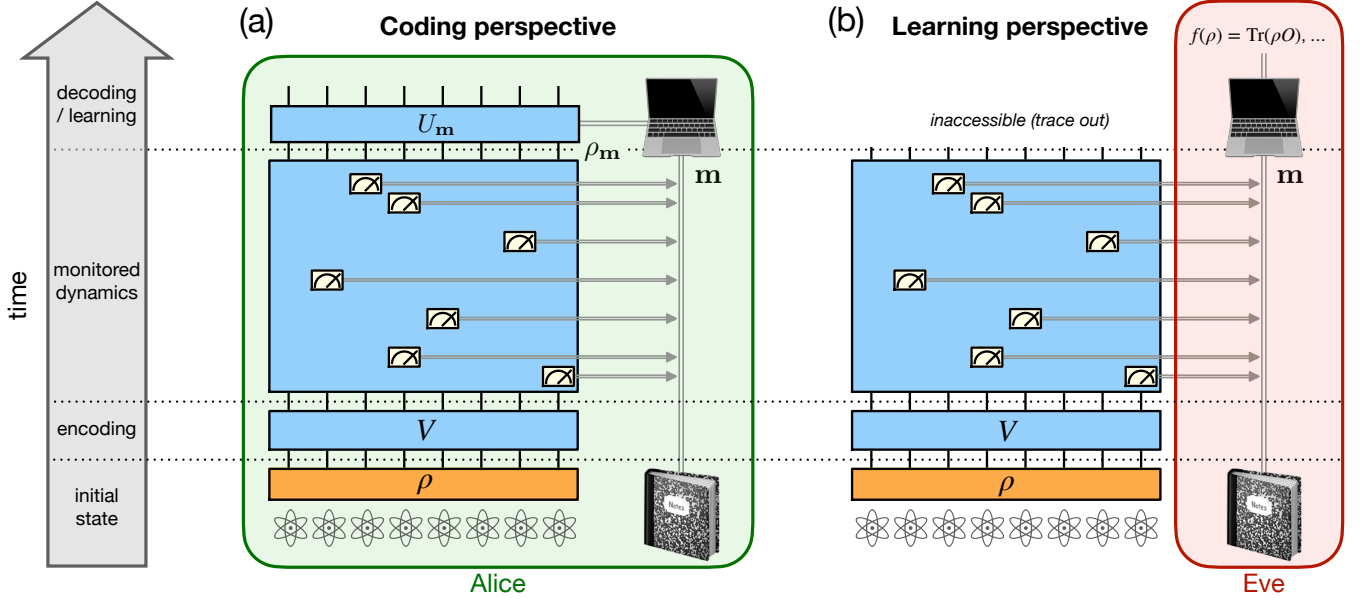 time
decoding
/ learning
monitored
dynamics
encoding
initial
state
(a)
Coding perspective
U_m
ρ_m
m
V
ρ
Notes
Alice
(b)
Learning perspective
f(ρ) = Tr(ρO), ...
inaccessible (trace out)
m
V
ρ
Notes
Eve